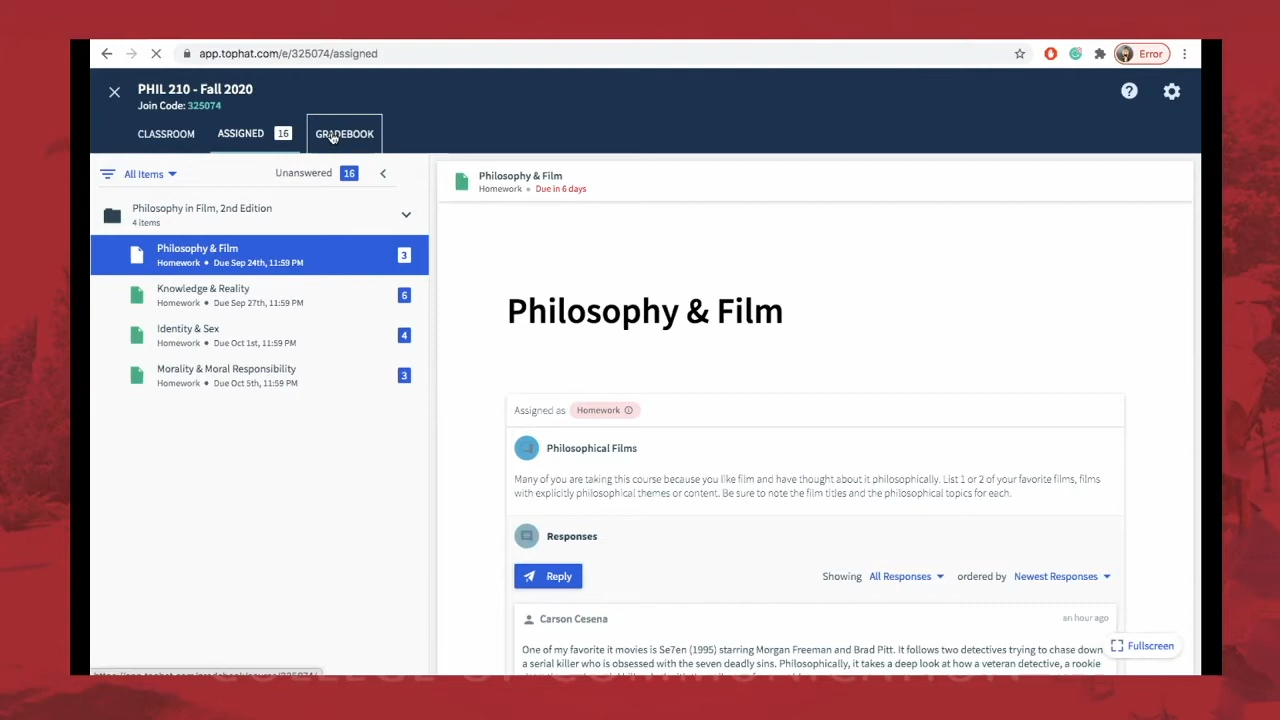 app.tophat.com/e/325074/assigned
Error
PHIL 210 - Fall 2020
Join Code: 325074
CLASSROOM ASSIGNED 16 GRADEBOOK
All Items Unanswered 16
Philosophy in Film, 2nd Edition
4 items
Philosophy & Film
Homework • Due Sep 24th, 11:59 PM
3
Knowledge & Reality
Homework • Due Sep 27th, 11:59 PM
6
Identity & Sex
Homework • Due Oct 1st, 11:59 PM
4
Morality & Moral Responsibility
Homework • Due Oct 5th, 11:59 PM
3
Philosophy & Film
Homework • Due in 6 days
Philosophy & Film
Assigned as Homework
Philosophical Films
Many of you are taking this course because you like film and have thought about it philosophically. List 1 or 2 of your favorite films, films
with explicitly philosophical themes or content. Be sure to note the film titles and the philosophical topics for each.
Responses
Reply Showing All Responses ordered by Newest Responses
Carson Cesena an hour ago
One of my favorite it movies is Se7en (1995) starring Morgan Freeman and Brad Pitt. It follows two detectives trying to chase down
a serial killer who is obsessed with the seven deadly sins. Philosophically, it takes a deep look at how a veteran detective, a rookie
Fullscreen